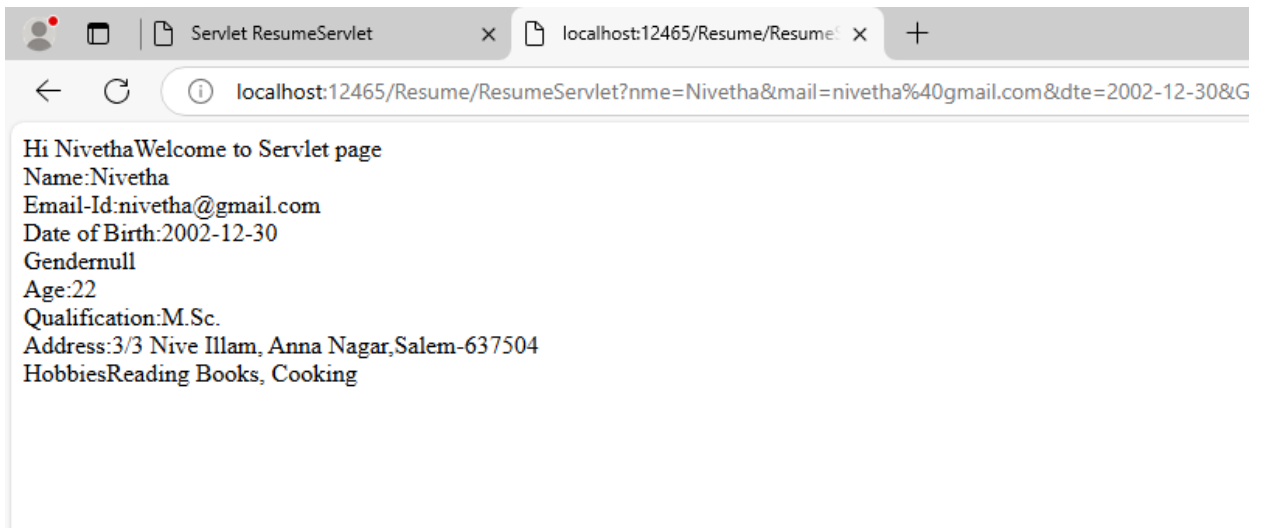 Servlet ResumeServlet
localhost:12465/Resume/Resume
localhost:12465/Resume/ResumeServlet?nme=Nivetha&mail=nivetha%40gmail.com&dte=2002-12-30&G
Hi NivethaWelcome to Servlet page
Name:Nivetha
Email-Id:nivetha@gmail.com
Date of Birth:2002-12-30
Gendernull
Age:22
Qualification:M.Sc.
Address:3/3 Nive Illam, Anna Nagar,Salem-637504
HobbiesReading Books, Cooking